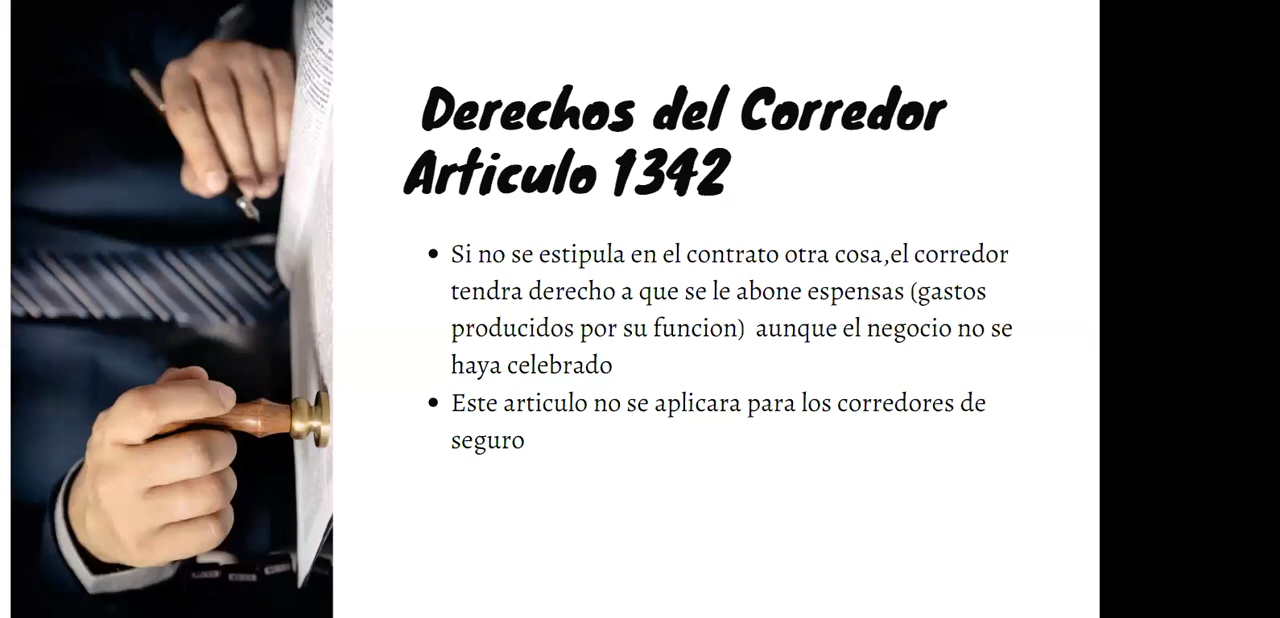 Derechos del Corredor
Articulo 1342
• Si no se estipula en el contrato otra cosa,el corredor
tendra derecho a que se le abone espensas (gastos
producidos por su funcion)  aunque el negocio no se
haya celebrado
• Este articulo no se aplicara para los corredores de
seguro